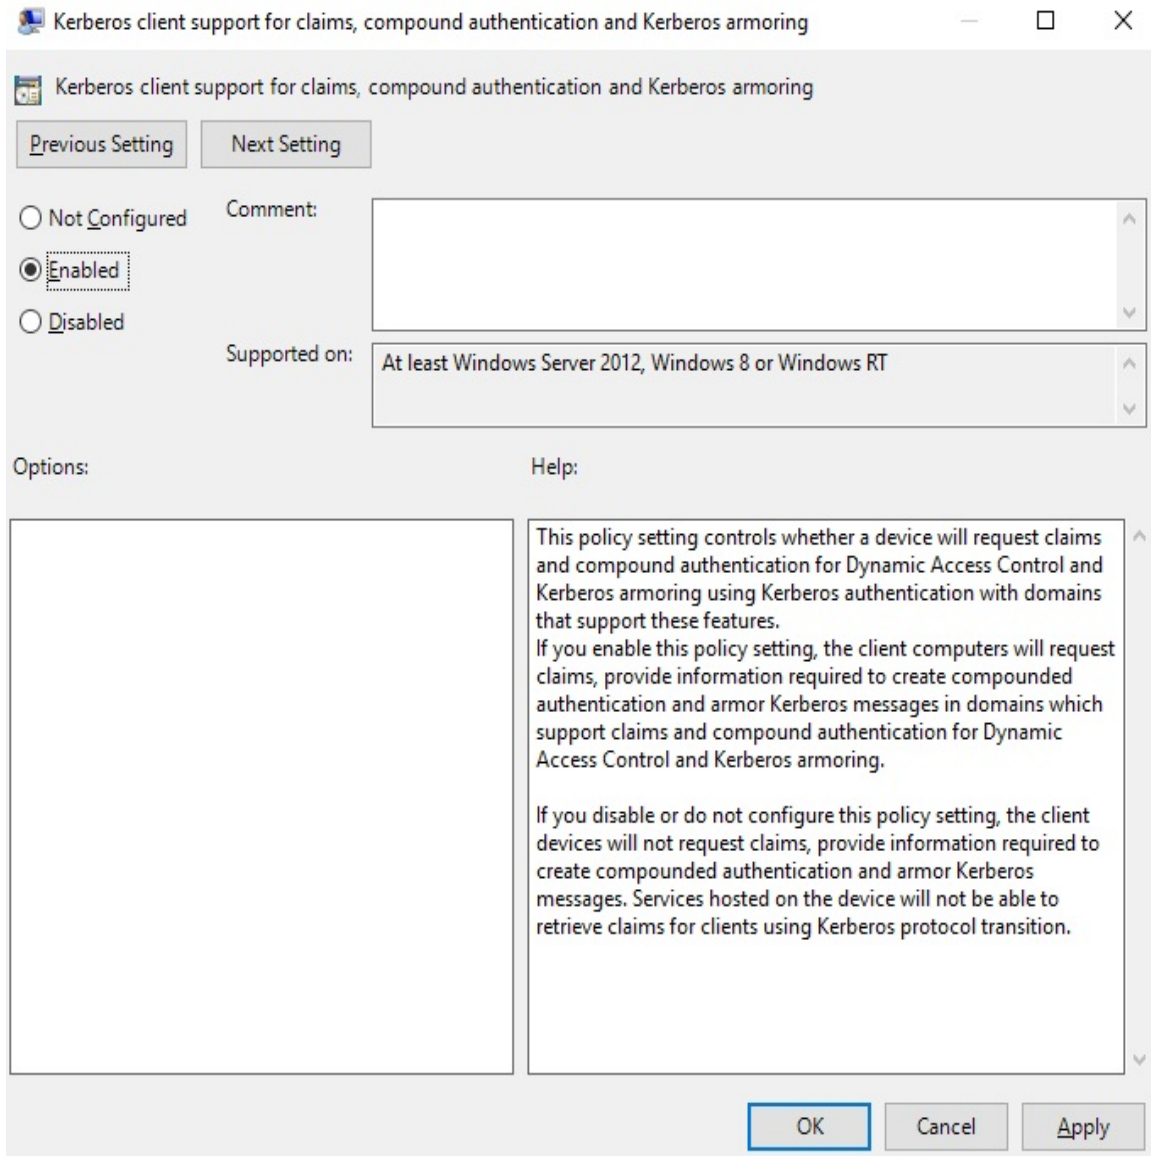 Kerberos client support for claims, compound authentication and Kerberos armoring
Kerberos client support for claims, compound authentication and Kerberos armoring
Previous Setting
Next Setting
Not Configured
Comment:
Enabled
Disabled
Supported on:
At least Windows Server 2012, Windows 8 or Windows RT
Options:
Help:
This policy setting controls whether a device will request claims
and compound authentication for Dynamic Access Control and
Kerberos armoring using Kerberos authentication with domains
that support these features.
If you enable this policy setting, the client computers will request
claims, provide information required to create compounded
authentication and armor Kerberos messages in domains which
support claims and compound authentication for Dynamic
Access Control and Kerberos armoring.
If you disable or do not configure this policy setting, the client
devices will not request claims, provide information required to
create compounded authentication and armor Kerberos
messages. Services hosted on the device will not be able to
retrieve claims for clients using Kerberos protocol transition.
OK
Cancel
Apply